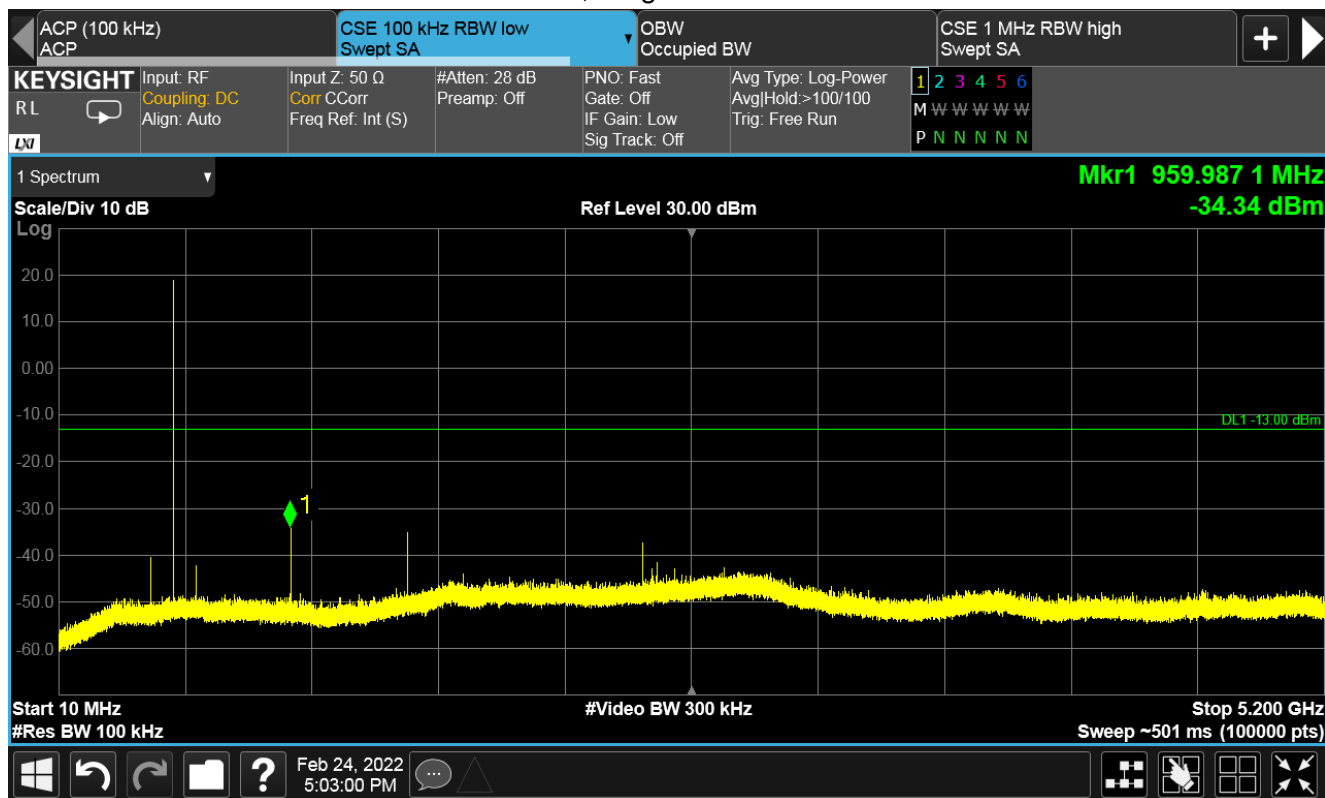 ACP (100 kHz)
ACP
CSE 100 kHz RBW low
Swept SA
OBW
Occupied BW
CSE 1 MHz RBW high
Swept SA
+
KEYSIGHT
RL
LXI
Input: RF
Coupling: DC
Align: Auto
Input Z: 50 Ω
Corr CCorr
Freq Ref: Int (S)
#Atten: 28 dB
Preamp: Off
PNO: Fast
Gate: Off
IF Gain: Low
Sig Track: Off
Avg Type: Log-Power
Avg|Hold:>100/100
Trig: Free Run
1 2 3 4 5 6
M W W W W W W
P N N N N N N
1 Spectrum
Mkr1 959.987 1 MHz
-34.34 dBm
Scale/Div 10 dB
Ref Level 30.00 dBm
Log
20.0
10.0
0.00
-10.0
DL1 -13.00 dBm
-20.0
-30.0
1
-40.0
-50.0
-60.0
Start 10 MHz
#Video BW 300 kHz
Stop 5.200 GHz
#Res BW 100 kHz
Sweep ~501 ms (100000 pts)
?
Feb 24, 2022
5:03:00 PM